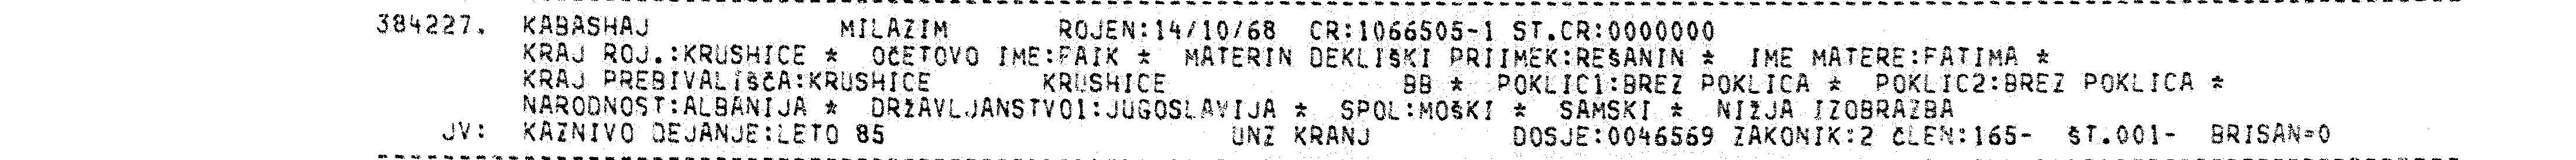 384227. KABASHAJ MILAZIM ROJEN:14/10/68 CR:1066505-1 ST.CR:0000000
KRAJ ROJ.:KRUSHICE * OČETOVO IME:FAIK * MATERIN DEKLIŠKI PRIIMEK:REŠANIN * IME MATERE:FATIMA *
KRAJ PREBIVALIŠČA:KRUSHICE KRUSHICE BB * POKLIC1:BREZ POKLICA * POKLIC2:BREZ POKLICA *
NARODNOST:ALBANIJA * DRŽAVLJANSTVO1:JUGOSLAVIJA * SPOL:MOŠKI * SAMSKI * NIŽJA IZOBRAZBA
JV: KAZNIVO DEJANJE:LETO 85 UNZ KRANJ DOSJE:0046569 ZAKONIK:2 ČLEN:165- ŠT.001- BRISAN=0